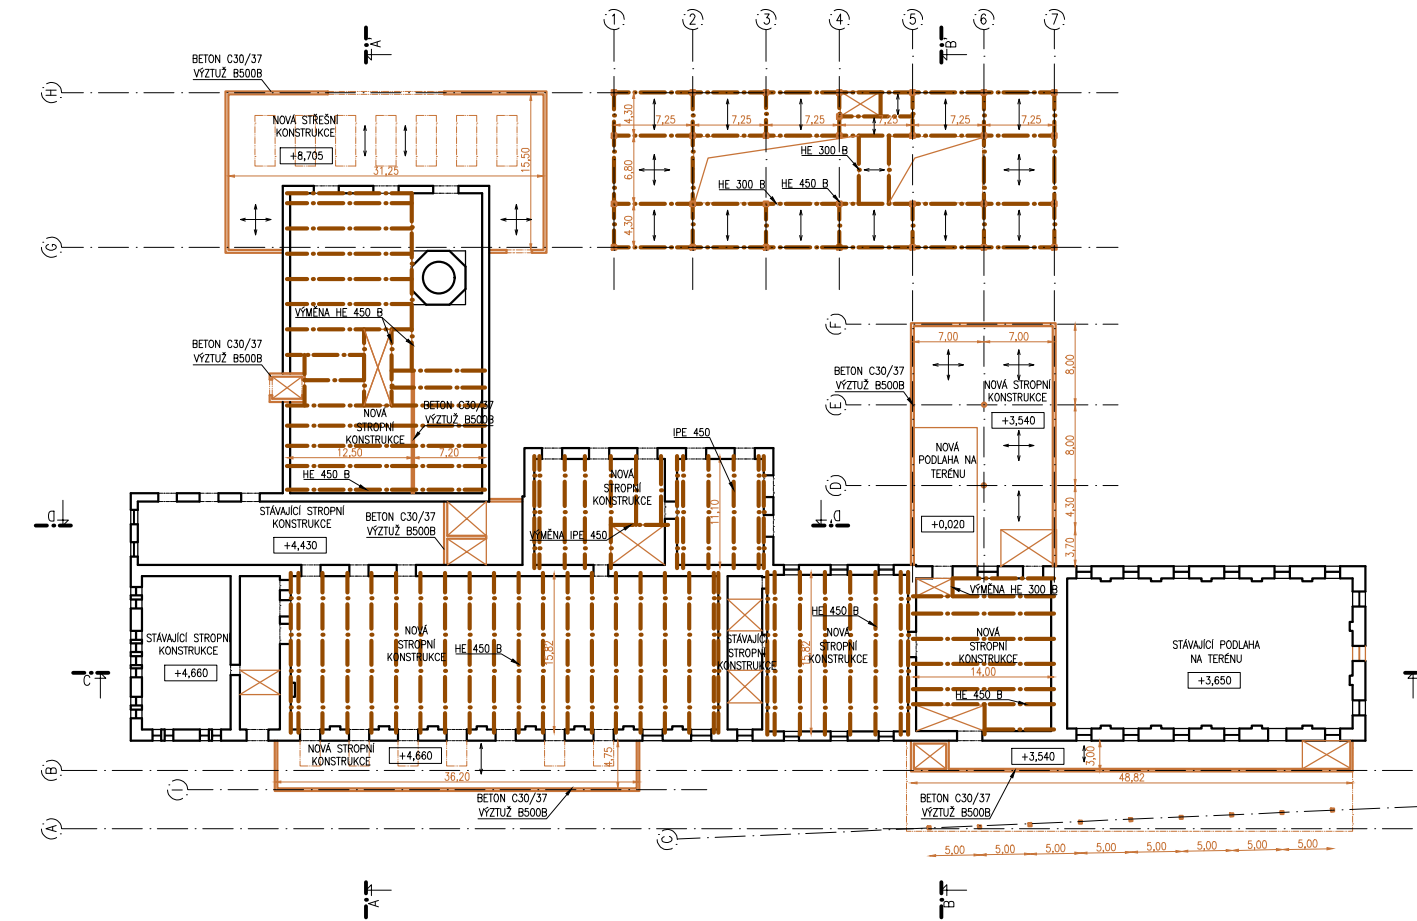 1
2
3
4
5
6
7
A'
B'
BETON C30/37
VÝZTUŽ B500B
H
NOVÁ STŘEŠNÍ
KONSTRUKCE
+8,705
31,25
15,50
4,30
7,25
7,25
7,25
7,25
7,25
7,25
HE 300 B
6,80
HE 300 B
HE 450 B
4,30
G
VÝMĚNA HE 450 B
F
BETON C30/37
VÝZTUŽ B500B
7,00
7,00
8,00
BETON C30/37
VÝZTUŽ B500B
NOVÁ STROPNÍ
KONSTRUKCE
+3,540
E
BETON C30/37
VÝZTUŽ B500B
NOVÁ
STROPNÍ
KONSTRUKCE
12,50
7,20
HE 450 B
IPE 450
NOVÁ
PODLAHA NA
TERÉNU
8,00
D
NOVÁ
STROPNÍ
KONSTRUKCE
11,10
4,30
D
D'
STÁVAJÍCÍ STROPNÍ
KONSTRUKCE
+4,430
BETON C30/37
VÝZTUŽ B500B
VÝMĚNA IPE 450
+0,020
3,70
VÝMĚNA HE 300 B
STÁVAJÍCÍ STROPNÍ
KONSTRUKCE
+4,660
NOVÁ
STROPNÍ
KONSTRUKCE
HE 450 B
15,82
STÁVAJÍCÍ
STROPNÍ
KONSTRUKCE
HE 450 B
NOVÁ
STROPNÍ
KONSTRUKCE
15,82
NOVÁ
STROPNÍ
KONSTRUKCE
14,00
HE 450 B
STÁVAJÍCÍ PODLAHA
NA TERÉNU
+3,650
C
NOVÁ STROPNÍ
KONSTRUKCE
+4,660
4,75
36,20
+3,540
3,00
48,82
B
I
BETON C30/37
VÝZTUŽ B500B
BETON C30/37
VÝZTUŽ B500B
A
C
5,00
5,00
5,00
5,00
5,00
5,00
5,00
5,00
A
B